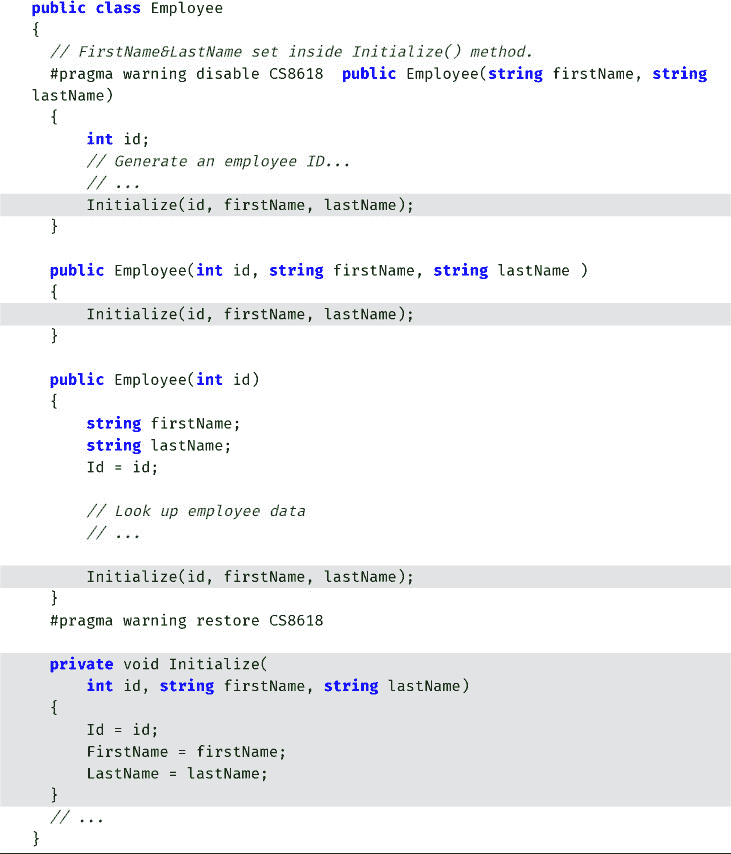 public class Employee
{
  // FirstName&LastName set inside Initialize() method.
  #pragma warning disable CS8618  public Employee(string firstName, string
lastName)
  {
      int id;
      // Generate an employee ID...
      // ...
      Initialize(id, firstName, lastName);
  }

  public Employee(int id, string firstName, string lastName )
  {
      Initialize(id, firstName, lastName);
  }

  public Employee(int id)
  {
      string firstName;
      string lastName;
      Id = id;

      // Look up employee data
      // ...

      Initialize(id, firstName, lastName);
  }
  #pragma warning restore CS8618

  private void Initialize(
      int id, string firstName, string lastName)
  {
      Id = id;
      FirstName = firstName;
      LastName = lastName;
  }
  // ...
}